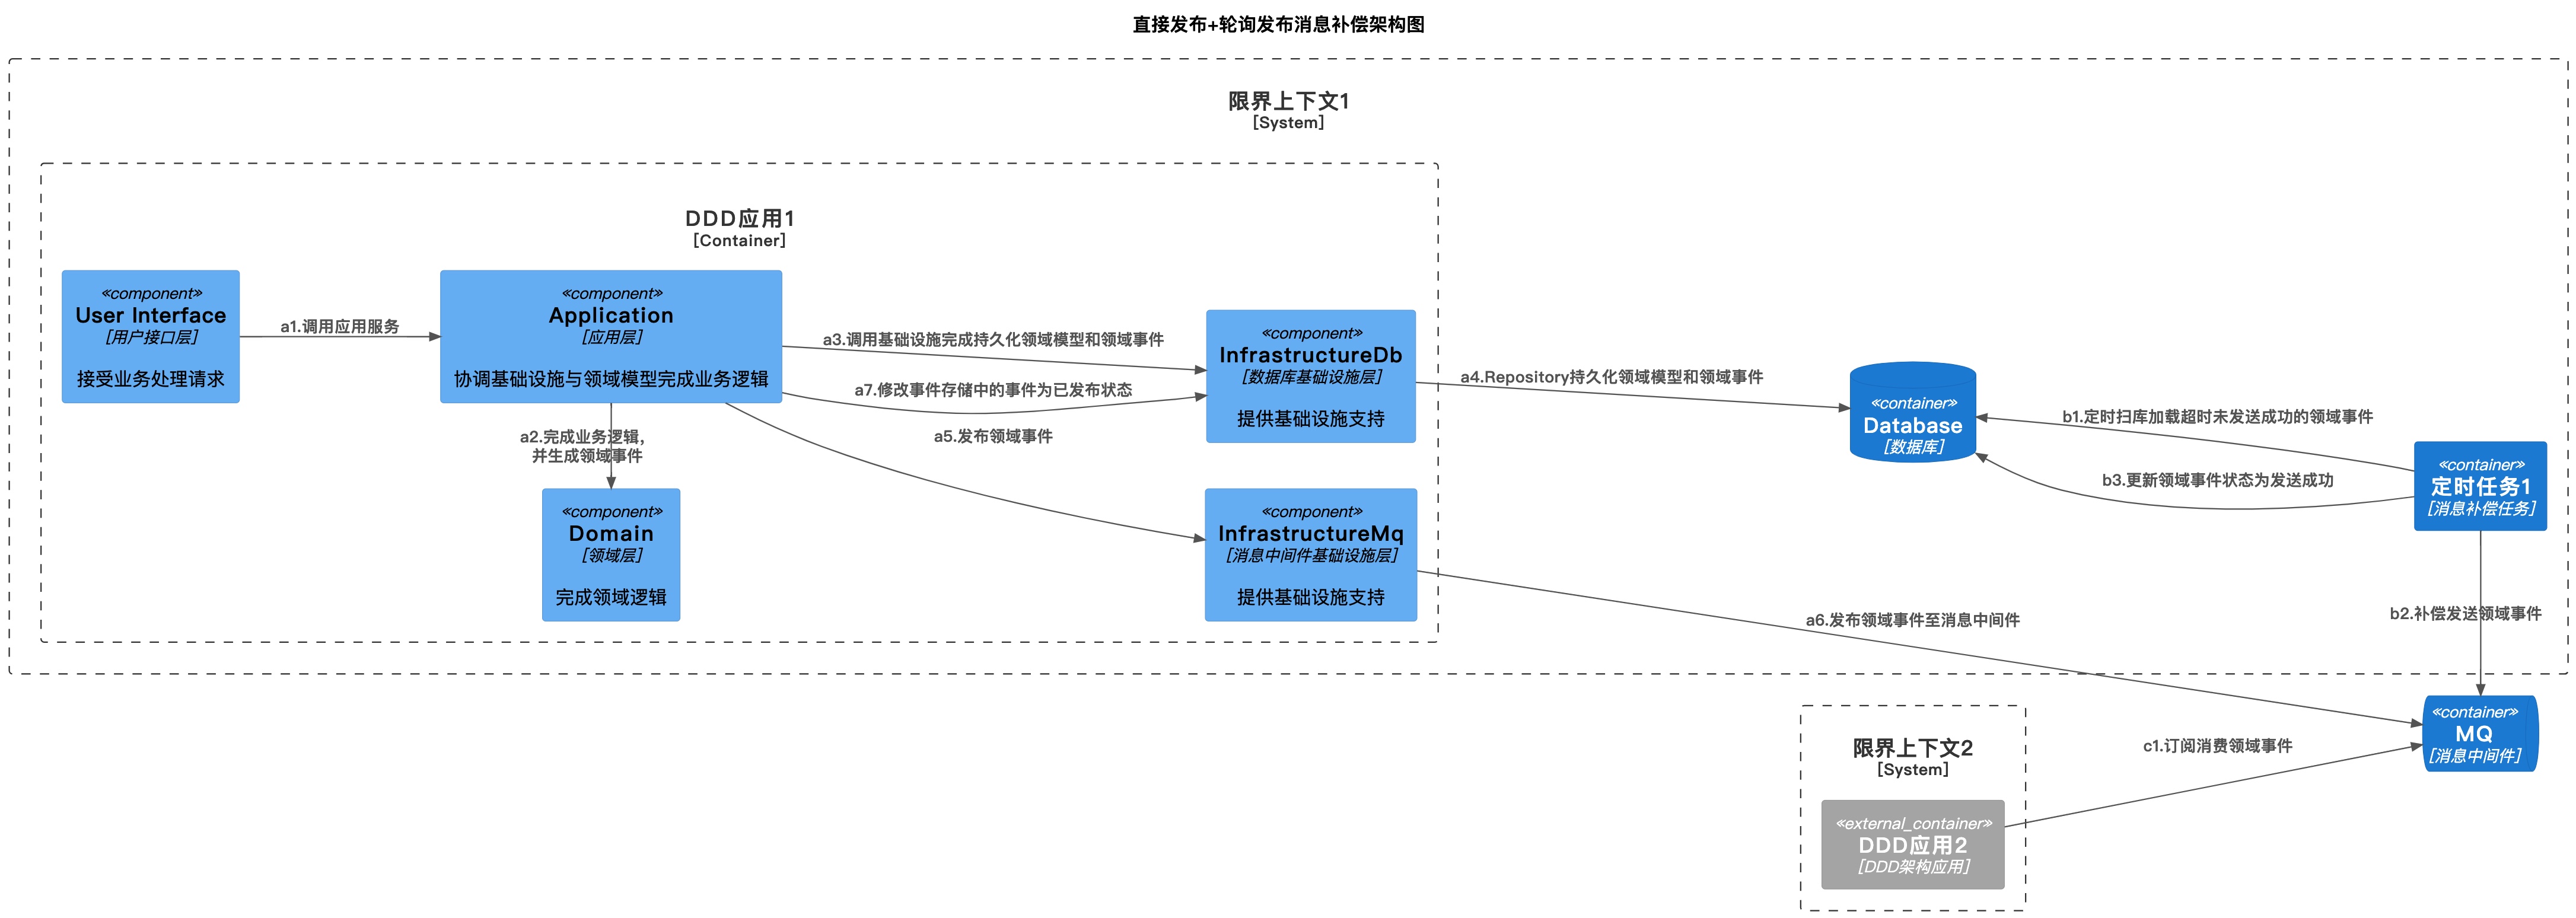 直接发布+轮询发布消息补偿架构图
限界上下文1
[System]
DDD应用1
[Container]
«component»
User Interface
[用户接口层]
接受业务处理请求
a1.调用应用服务
«component»
Application
[应用层]
协调基础设施与领域模型完成业务逻辑
a2.完成业务逻辑，
并生成领域事件
«component»
Domain
[领域层]
完成领域逻辑
a3.调用基础设施完成持久化领域模型和领域事件
a7.修改事件存储中的事件为已发布状态
a5.发布领域事件
«component»
InfrastructureDb
[数据库基础设施层]
提供基础设施支持
«component»
InfrastructureMq
[消息中间件基础设施层]
提供基础设施支持
a4.Repository持久化领域模型和领域事件
«container»
Database
[数据库]
b1.定时扫库加载超时未发送成功的领域事件
b3.更新领域事件状态为发送成功
«container»
定时任务1
[消息补偿任务]
a6.发布领域事件至消息中间件
b2.补偿发送领域事件
«container»
MQ
[消息中间件]
c1.订阅消费领域事件
限界上下文2
[System]
«external_container»
DDD应用2
[DDD架构应用]